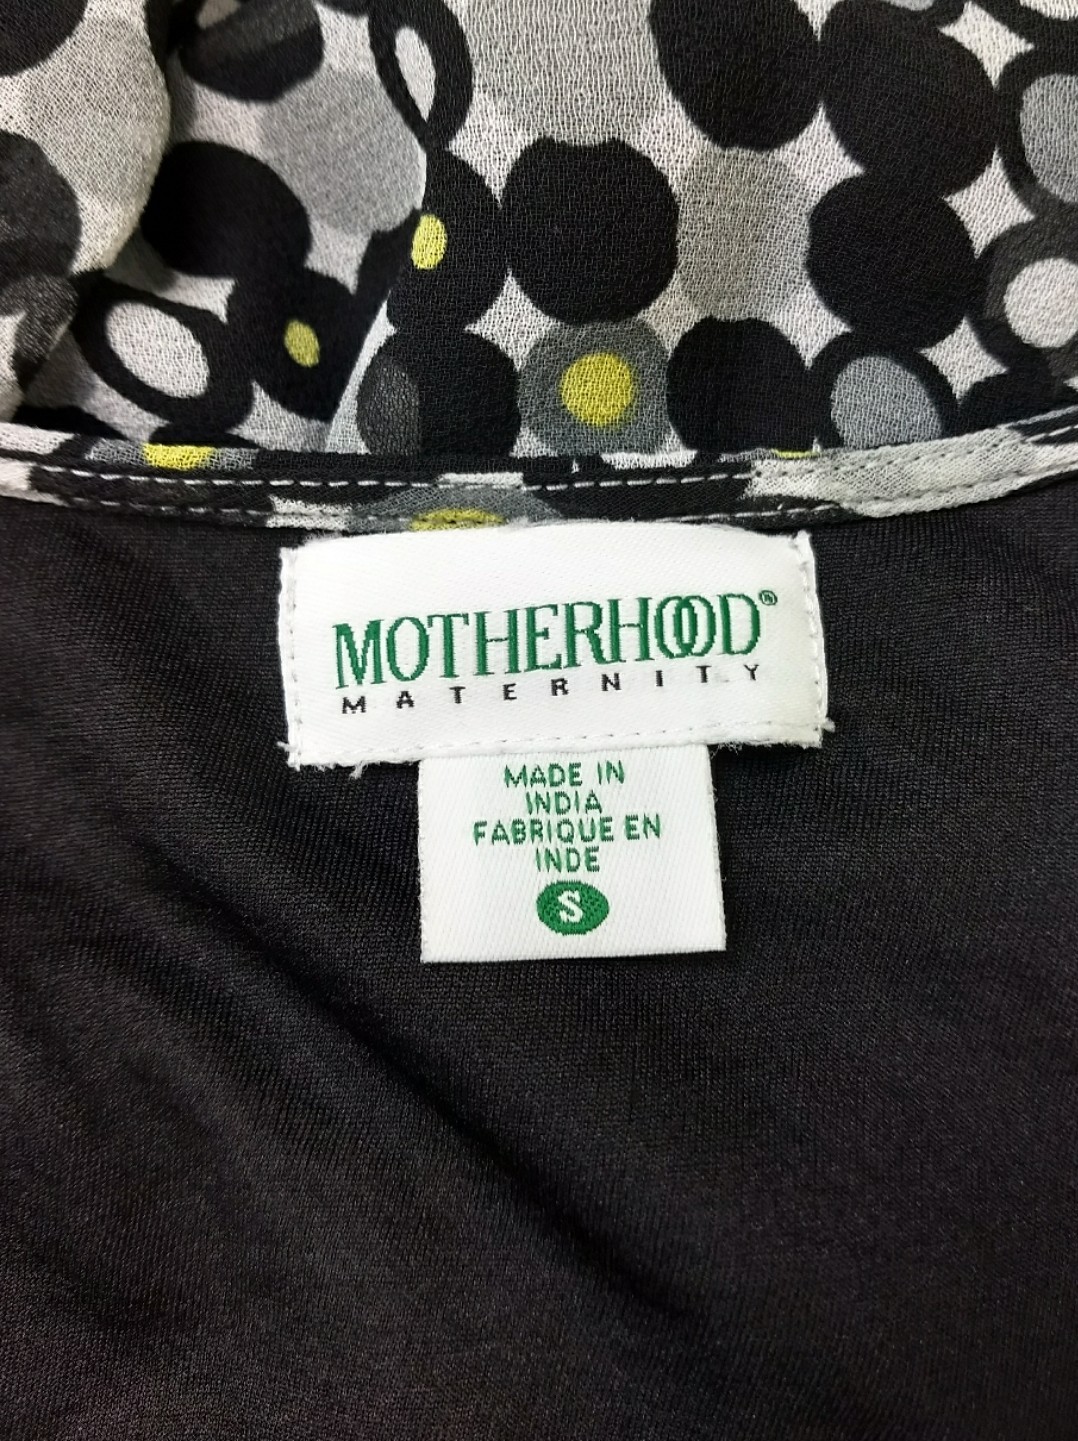 MOTHERHOOD®
MATERNITY
MADE IN
INDIA
FABRIQUE EN
INDE
S